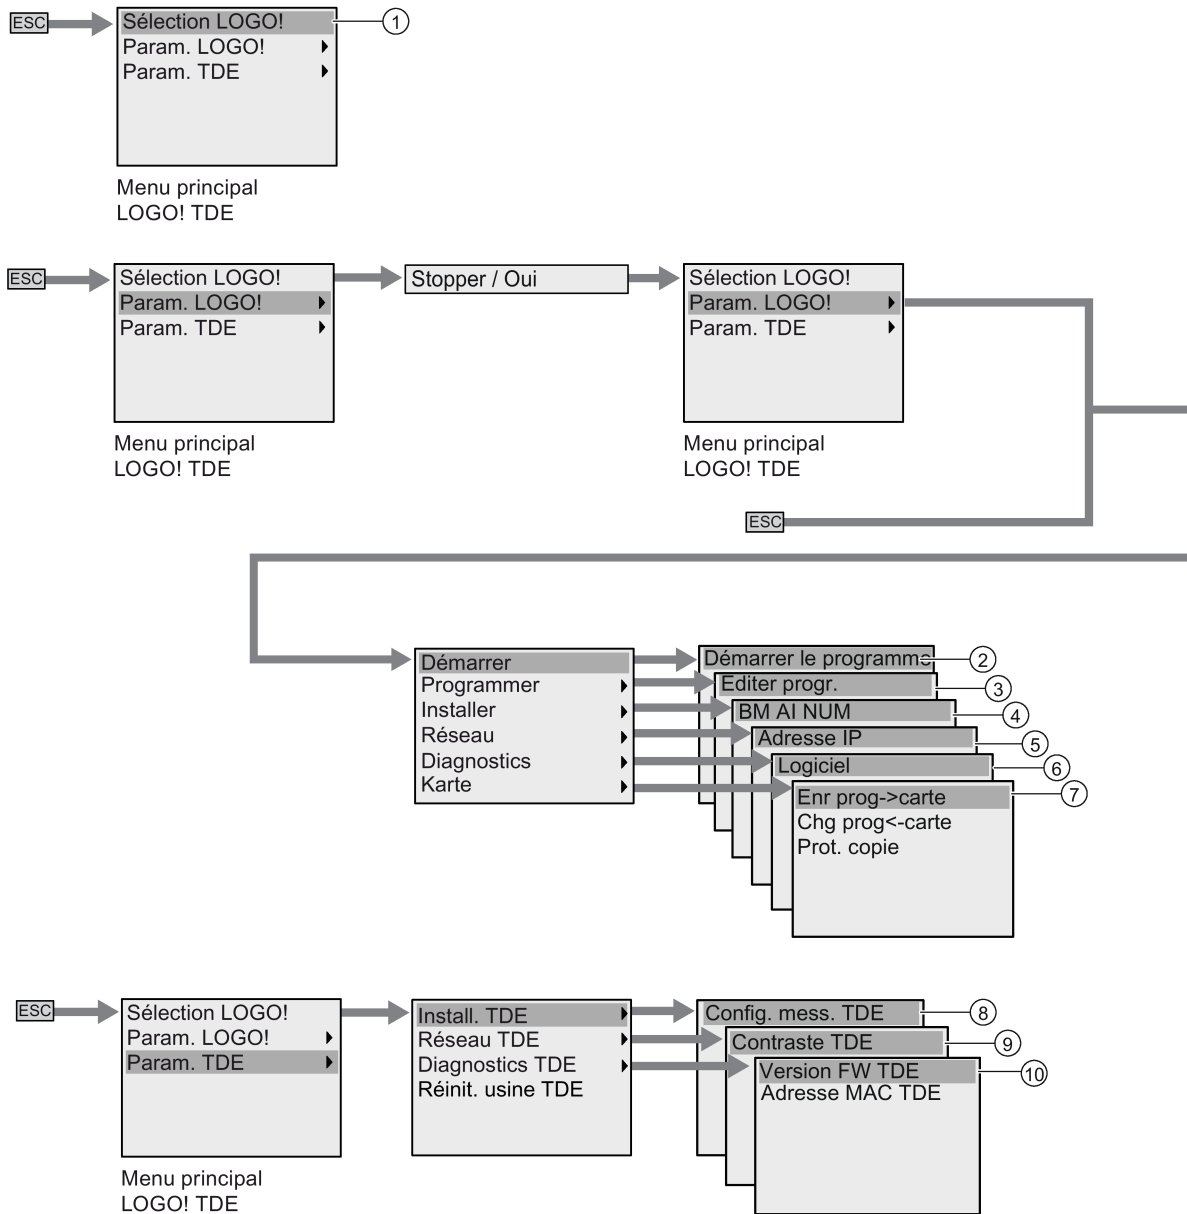 ESC
Sélection LOGO!
1
Param. LOGO!
Param. TDE
Menu principal
LOGO! TDE
ESC
Sélection LOGO!
Param. LOGO!
Param. TDE
Menu principal
LOGO! TDE
Stopper / Oui
Sélection LOGO!
Param. LOGO!
Param. TDE
Menu principal
LOGO! TDE
ESC
Démarrer
Programmer
Installer
Réseau
Diagnostics
Karte
Démarrer le programme
2
Editer progr.
3
BM AI NUM
4
Adresse IP
5
Logiciel
6
Enr prog->carte
7
Chg prog<-carte
Prot. copie
ESC
Sélection LOGO!
Param. LOGO!
Param. TDE
Menu principal
LOGO! TDE
Install. TDE
Réseau TDE
Diagnostics TDE
Réinit. usine TDE
Config. mess. TDE
8
Contraste TDE
9
Version FW TDE
10
Adresse MAC TDE